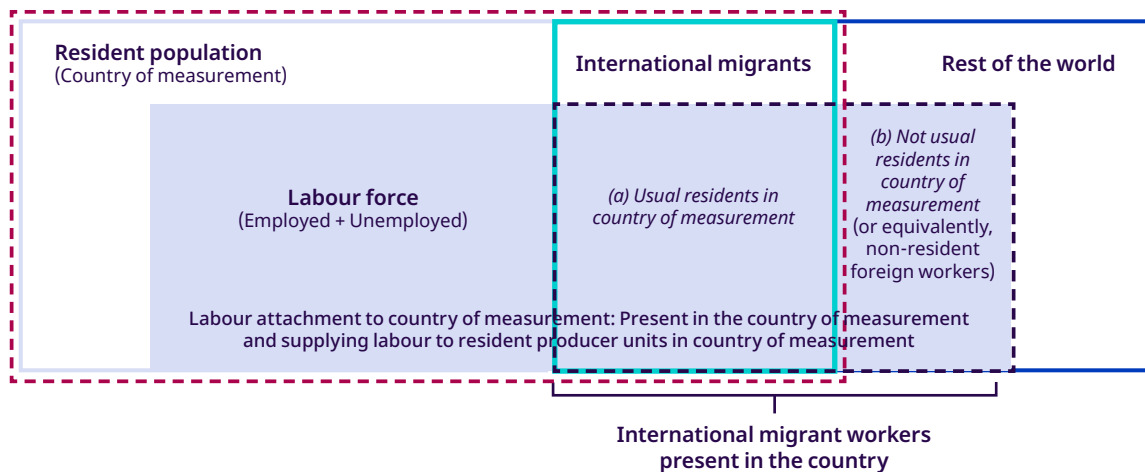 Resident population
(Country of measurement)
International migrants
Rest of the world
Labour force
(Employed + Unemployed)
(a) Usual residents in
country of measurement
(b) Not usual
residents in
country of
measurement
(or equivalently,
non-resident
foreign workers)
Labour attachment to country of measurement: Present in the country of measurement
and supplying labour to resident producer units in country of measurement
International migrant workers
present in the country